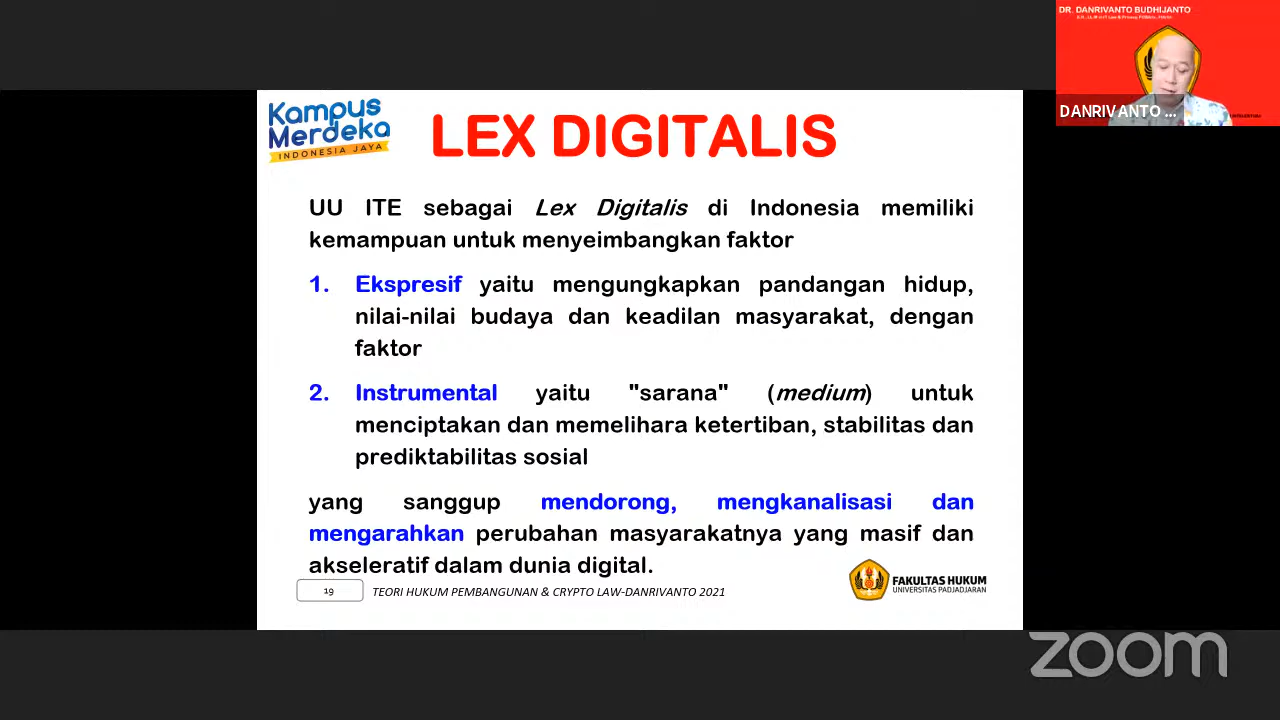 DR. DANRIVANTO BUDHIJANTO
DANRIVANTO ...
Kampus
Merdeka
INDONESIA JAYA
LEX DIGITALIS
UU ITE sebagai Lex Digitalis di Indonesia memiliki
kemampuan untuk menyeimbangkan faktor
1. Ekspresif yaitu mengungkapkan pandangan hidup,
nilai-nilai budaya dan keadilan masyarakat, dengan
faktor
2. Instrumental yaitu "sarana" (medium) untuk
menciptakan dan memelihara ketertiban, stabilitas dan
prediktabilitas sosial
yang sanggup mendorong, mengkanalisasi dan
mengarahkan perubahan masyarakatnya yang masif dan
akseleratif dalam dunia digital.
19
TEORI HUKUM PEMBANGUNAN & CRYPTO LAW-DANRIVANTO 2021
FAKULTAS HUKUM
UNIVERSITAS PADJADJARAN
zoom